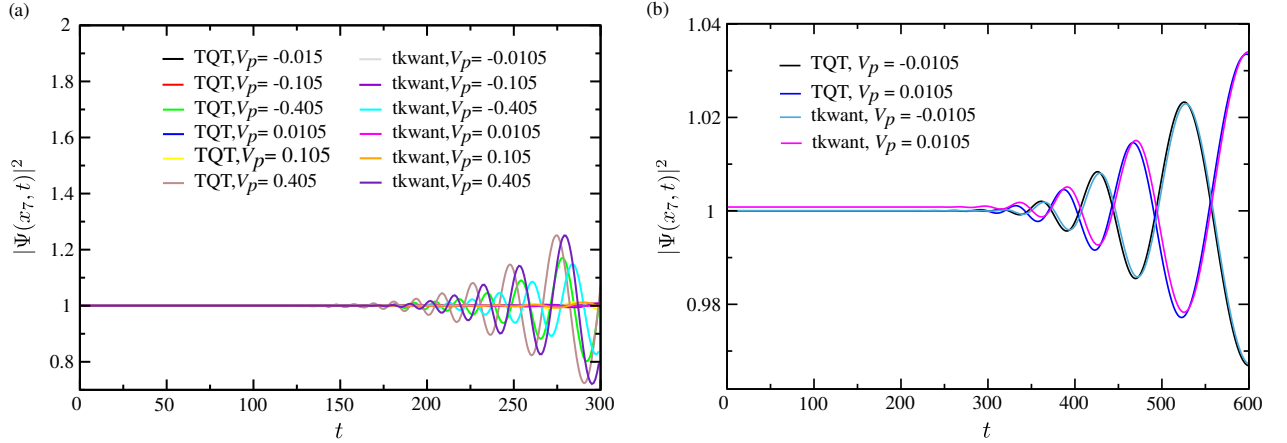 (a)
2
1.8
1.6
1.4
1.2
1
0.8
|Ψ(x₇, t)|²
TQT,Vp= -0.015
TQT,Vp= -0.105
TQT,Vp= -0.405
TQT,Vp= 0.0105
TQT,Vp= 0.105
TQT,Vp= 0.405
tkwant,Vp= -0.0105
tkwant,Vp= -0.105
tkwant,Vp= -0.405
tkwant,Vp= 0.0105
tkwant,Vp= 0.105
tkwant,Vp= 0.405
0 50 100 150 200 250 300
t
(b)
1.04
1.02
1
0.98
|Ψ(x₇, t)|²
TQT, Vp = -0.0105
TQT, Vp = 0.0105
tkwant, Vp = -0.0105
tkwant, Vp = 0.0105
0 100 200 300 400 500 600
t